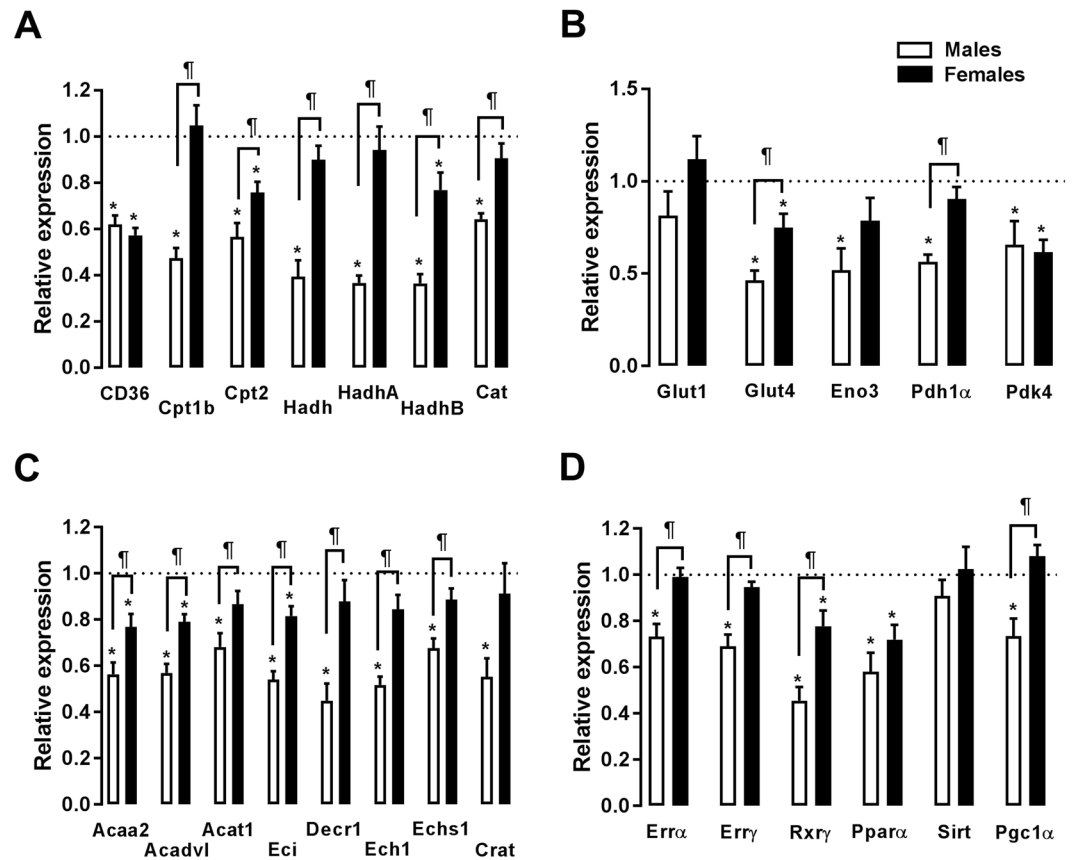 A
Relative expression
1.2
1.0
0.8
0.6
0.4
0.2
0.0
¶ ¶ ¶ ¶ ¶ ¶
* * * * * * * * * *
CD36 Cpt1b Cpt2 Hadh HadhA HadhB Cat
B
Males
Females
Relative expression
1.5
1.0
0.5
0.0
¶ ¶
* * * * * *
Glut1 Glut4 Eno3 Pdh1α Pdk4
C
Relative expression
1.2
1.0
0.8
0.6
0.4
0.2
0.0
¶ ¶ ¶ ¶ ¶ ¶ ¶
* * * * * * * * * * *
Acaa2 Acadvl Acat1 Eci Decr1 Ech1 Echs1 Crat
D
Relative expression
1.2
1.0
0.8
0.6
0.4
0.2
0.0
¶ ¶ ¶ ¶
* * * * * * *
Errα Errγ Rxrγ Pparα Sirt Pgc1α